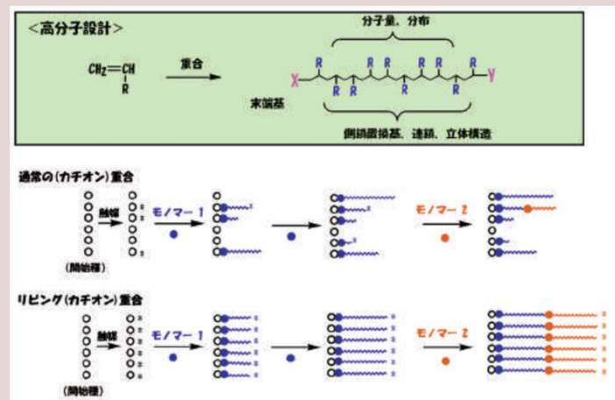 <高分子設計>
分子量、分布
CH₂=CH
R
重合
R R R R R R
X
Y
R R R R
末端基
側鎖置換基、連鎖、立体構造
通常の(カチオン)重合
触媒
モノマー 1
モノマー 2
(開始種)
リビング(カチオン)重合
触媒
モノマー 1
モノマー 2
(開始種)